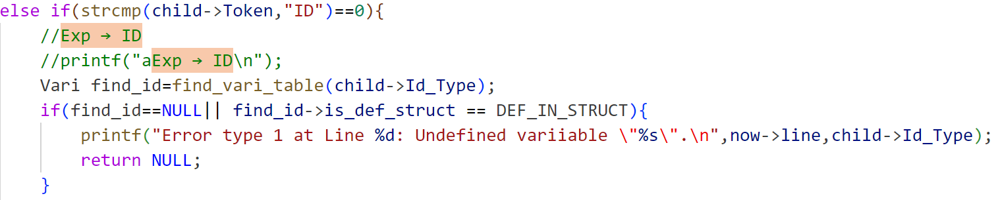 else if(strcmp(child->Token,"ID")==0){
//Exp → ID
//printf("aExp → ID\n");
Vari find_id=find_vari_table(child->Id_Type);
if(find_id==NULL|| find_id->is_def_struct == DEF_IN_STRUCT){
printf("Error type 1 at Line %d: Undefined variiable \"%s\".\n",now->line,child->Id_Type);
return NULL;
}